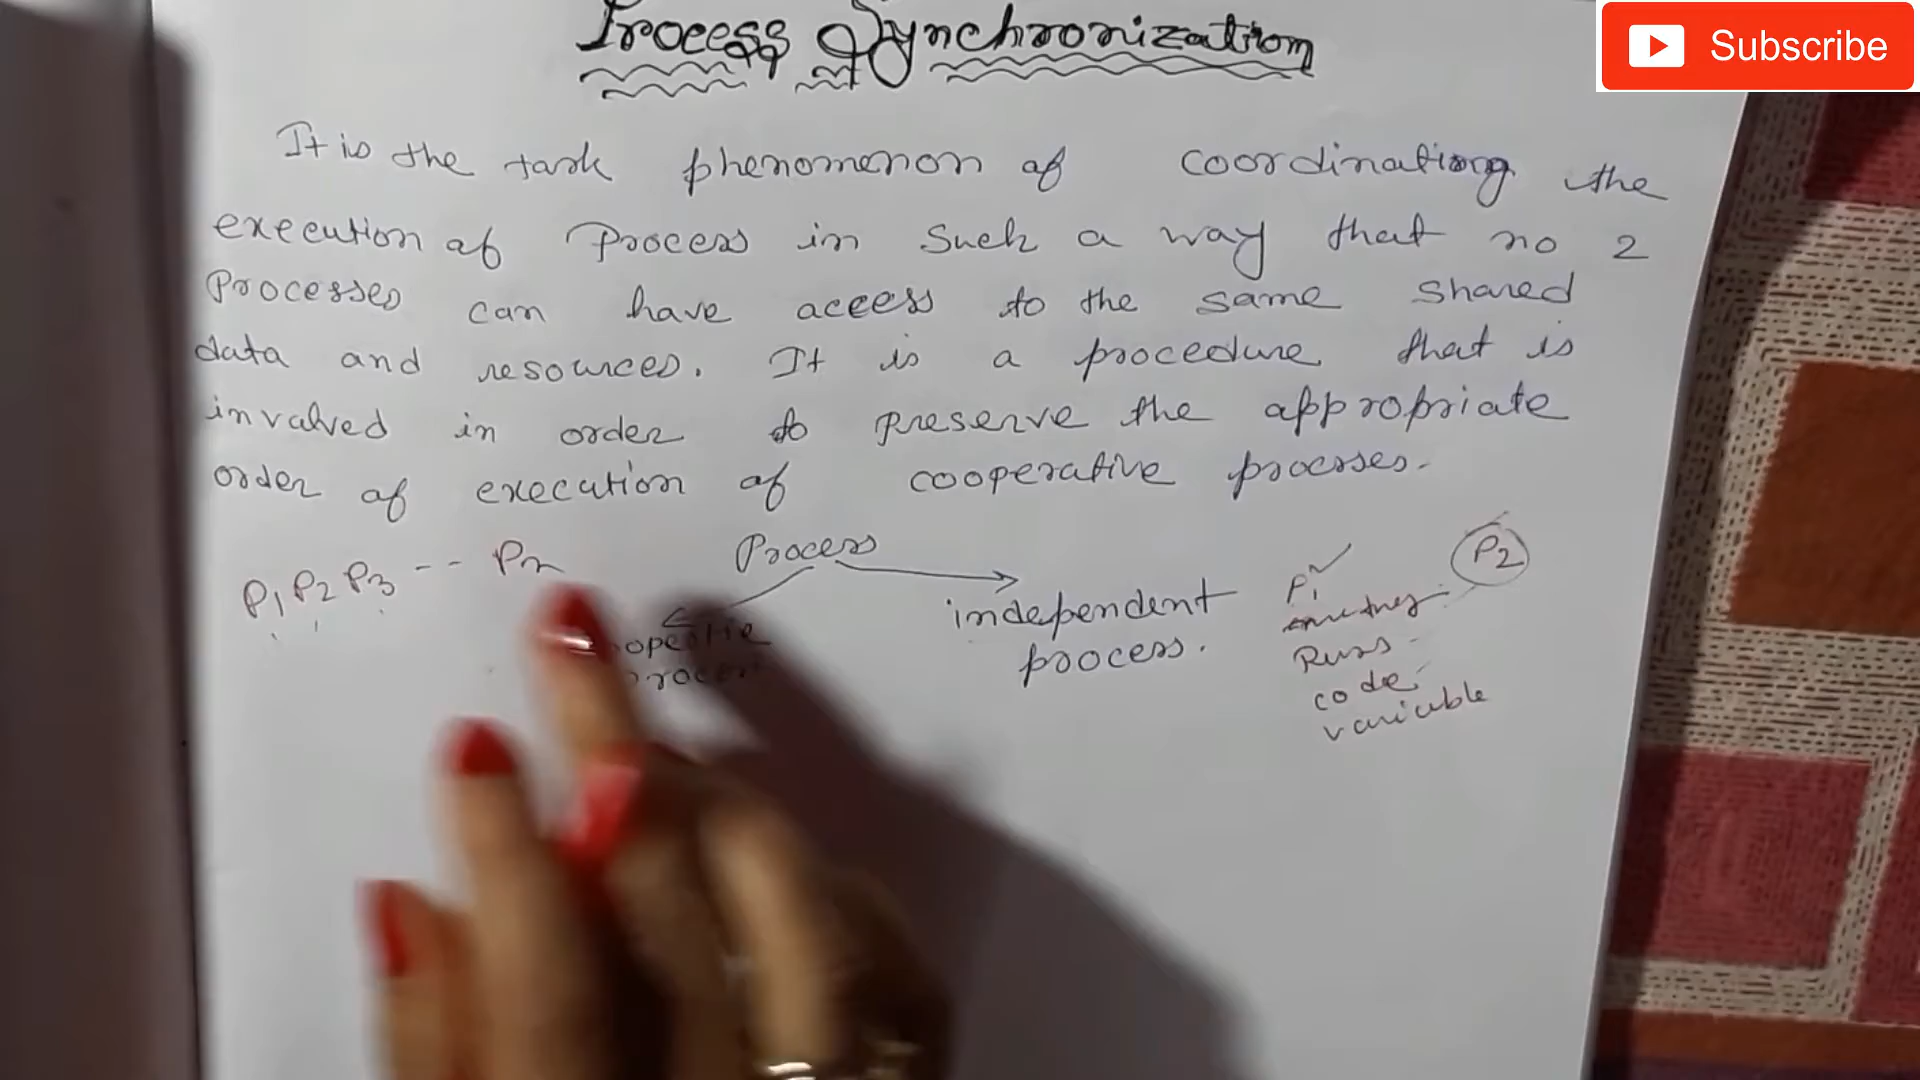 Process Synchronization
Subscribe
It is the task phenomenon of coordinating the
execution of Process in such a way that no 2
Processes can have access to the same shared
data and resources. It is a procedure that is
involved in order to preserve the appropriate
order of execution of cooperative processes.
P1 P2 P3 -- Pn
Process
independent
process.
P1
P2
code
variable